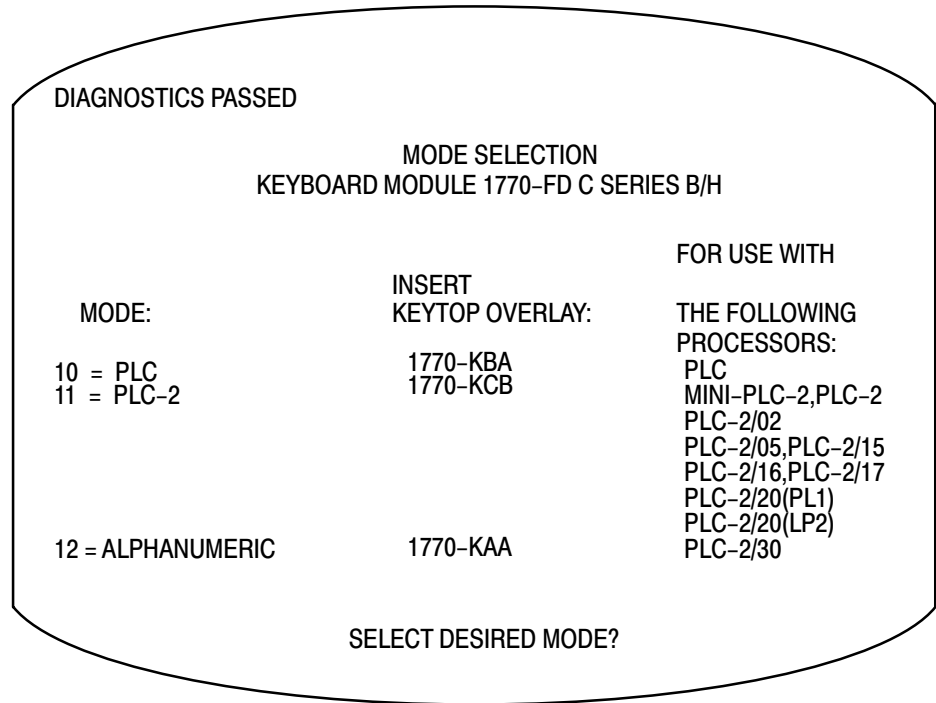 DIAGNOSTICS PASSED
MODE SELECTION
KEYBOARD MODULE 1770–FD C SERIES B/H
FOR USE WITH
INSERT
MODE: KEYTOP OVERLAY: THE FOLLOWING
PROCESSORS:
10 = PLC 1770–KBA PLC
11 = PLC–2 1770–KCB MINI–PLC–2,PLC–2
PLC–2/02
PLC–2/05,PLC–2/15
PLC–2/16,PLC–2/17
PLC–2/20(PL1)
PLC–2/20(LP2)
12 = ALPHANUMERIC 1770–KAA PLC–2/30
SELECT DESIRED MODE?